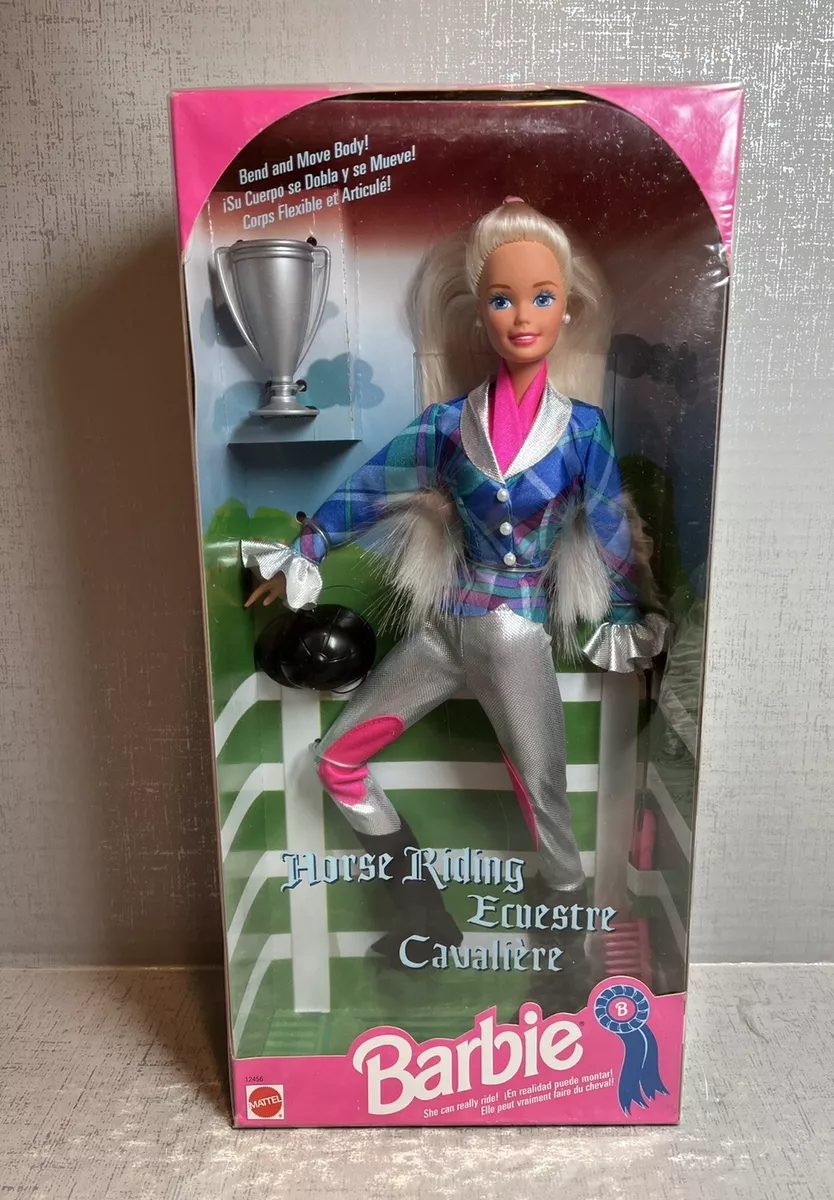 Bend and Move Body!
¡Su Cuerpo se Dobla y se Mueve!
Corps Flexible et Articulé!
Horse Riding
Ecuestre
Cavalière
Barbie®
B
She can really ride! ¡En realidad puede montar!
Elle peut vraiment faire du cheval!
12456
MATTEL